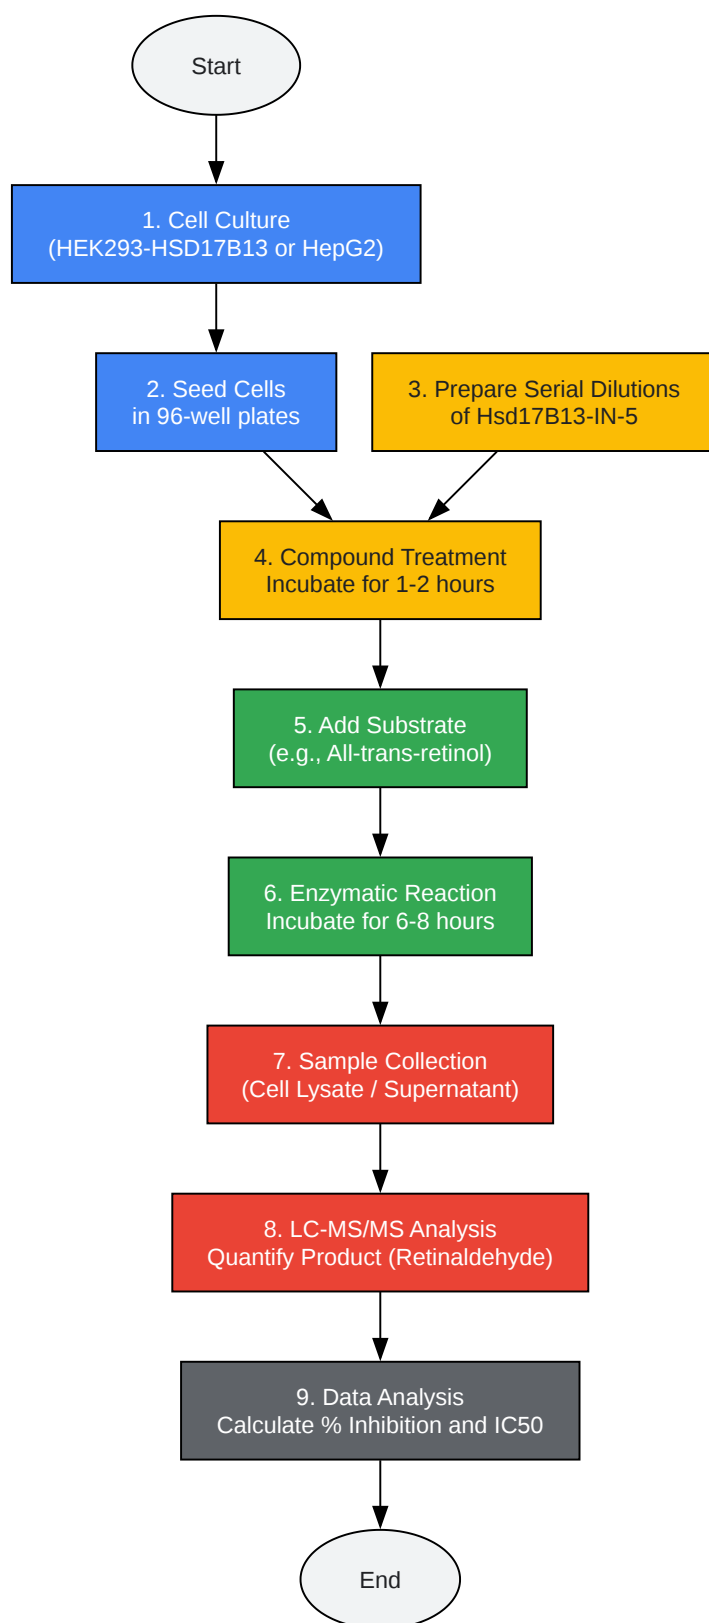 Start
1. Cell Culture
(HEK293-HSD17B13 or HepG2)
2. Seed Cells
in 96-well plates
3. Prepare Serial Dilutions
of Hsd17B13-IN-5
4. Compound Treatment
Incubate for 1-2 hours
5. Add Substrate
(e.g., All-trans-retinol)
6. Enzymatic Reaction
Incubate for 6-8 hours
7. Sample Collection
(Cell Lysate / Supernatant)
8. LC-MS/MS Analysis
Quantify Product (Retinaldehyde)
9. Data Analysis
Calculate % Inhibition and IC50
End